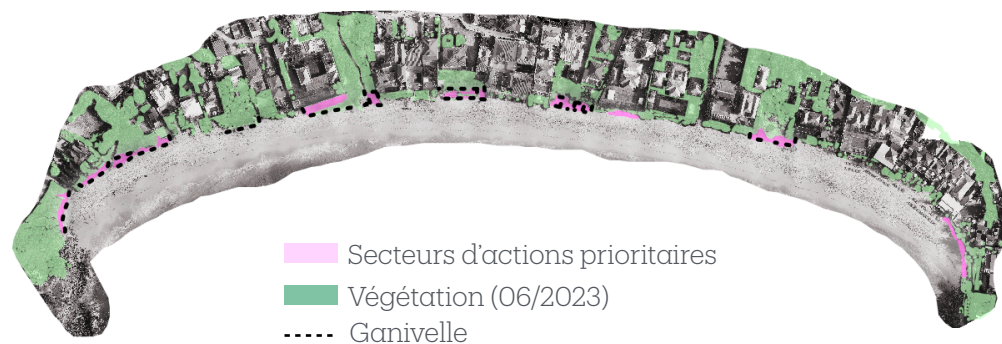 Secteurs d'actions prioritaires
Végétation (06/2023)
Ganivelle